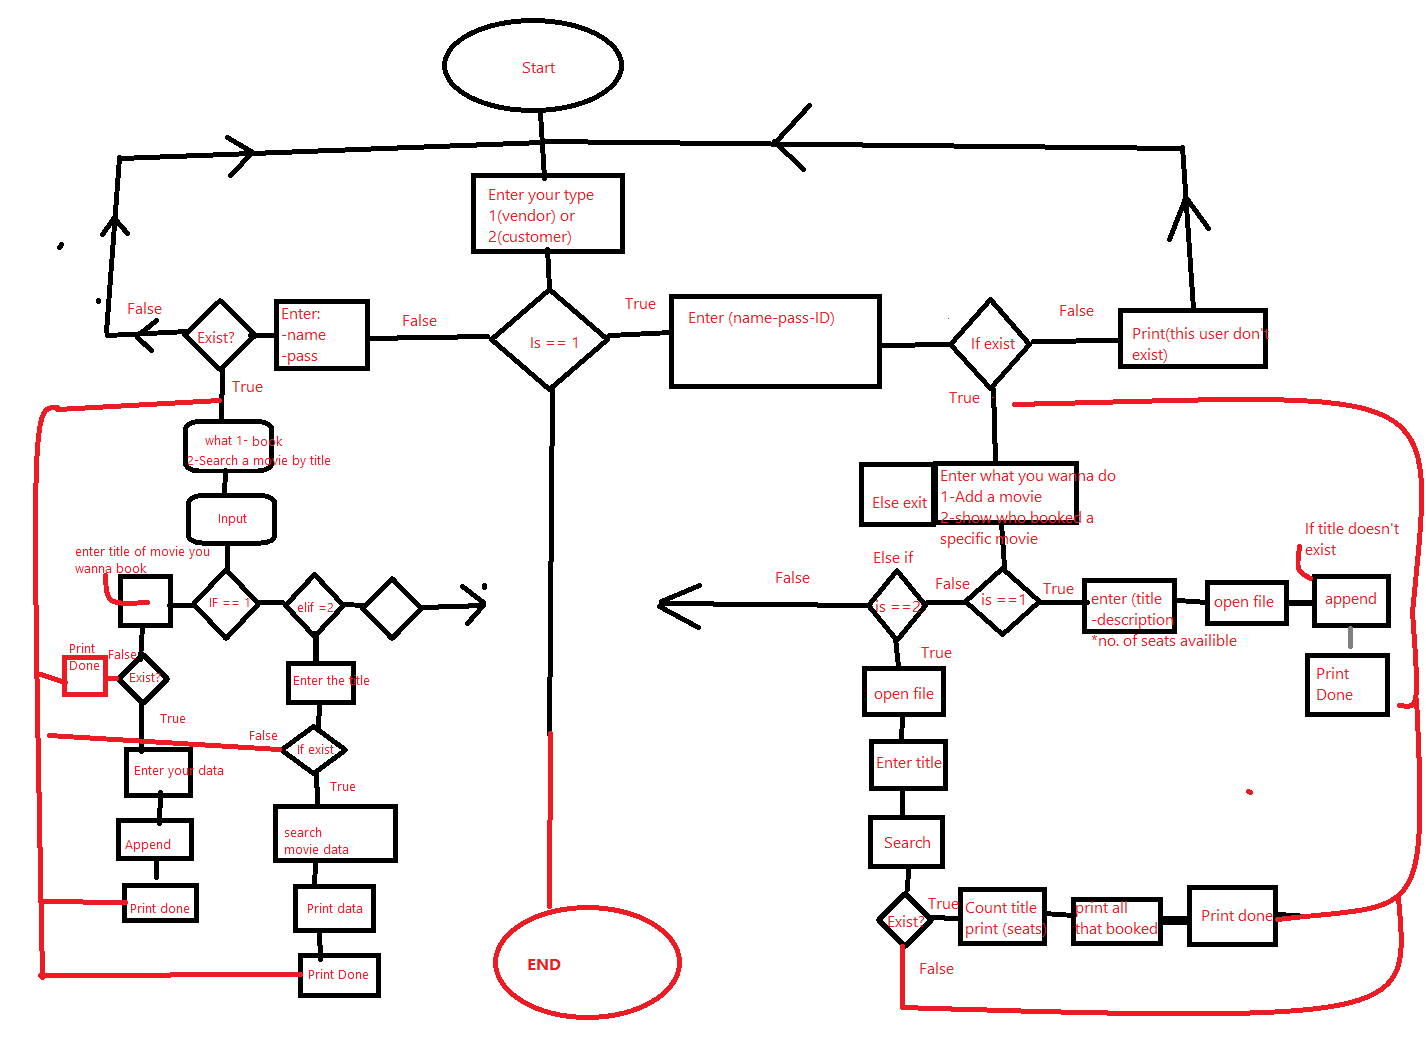 Start
Enter your type
1(vendor) or
2(customer)
False
Exist?
Enter:
-name
-pass
False
Is == 1
True
Enter (name-pass-ID)
If exist
False
Print(this user don't
exist)
True
True
what 1- book
2-Search a movie by title
Input
enter title of movie you
wanna book
IF == 1
elif =2
Print
Done
False
Exist?
True
Enter the title
False
If exist
True
Enter your data
Append
Print done
search
movie data
Print data
Print Done
END
Else exit
Enter what you wanna do
1-Add a movie
2-show who booked a
specific movie
Else if
False
is ==2
False
is ==1
True
enter (title
-description
*no. of seats availible
open file
If title doesn't
exist
append
Print
Done
True
open file
Enter title
Search
Exist?
True
Count title
print (seats)
print all
that booked
Print done
False